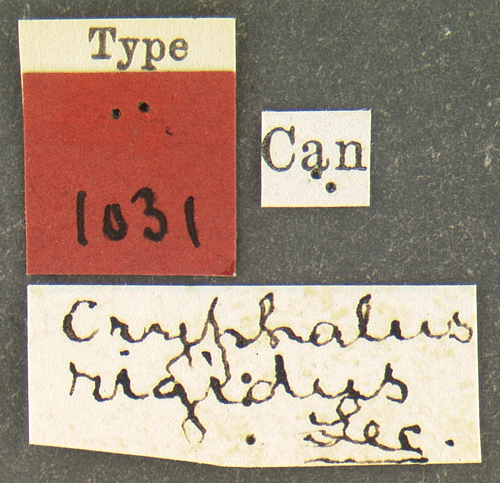 Type
1031
Can
Cryphalus
rigidus
Lec.